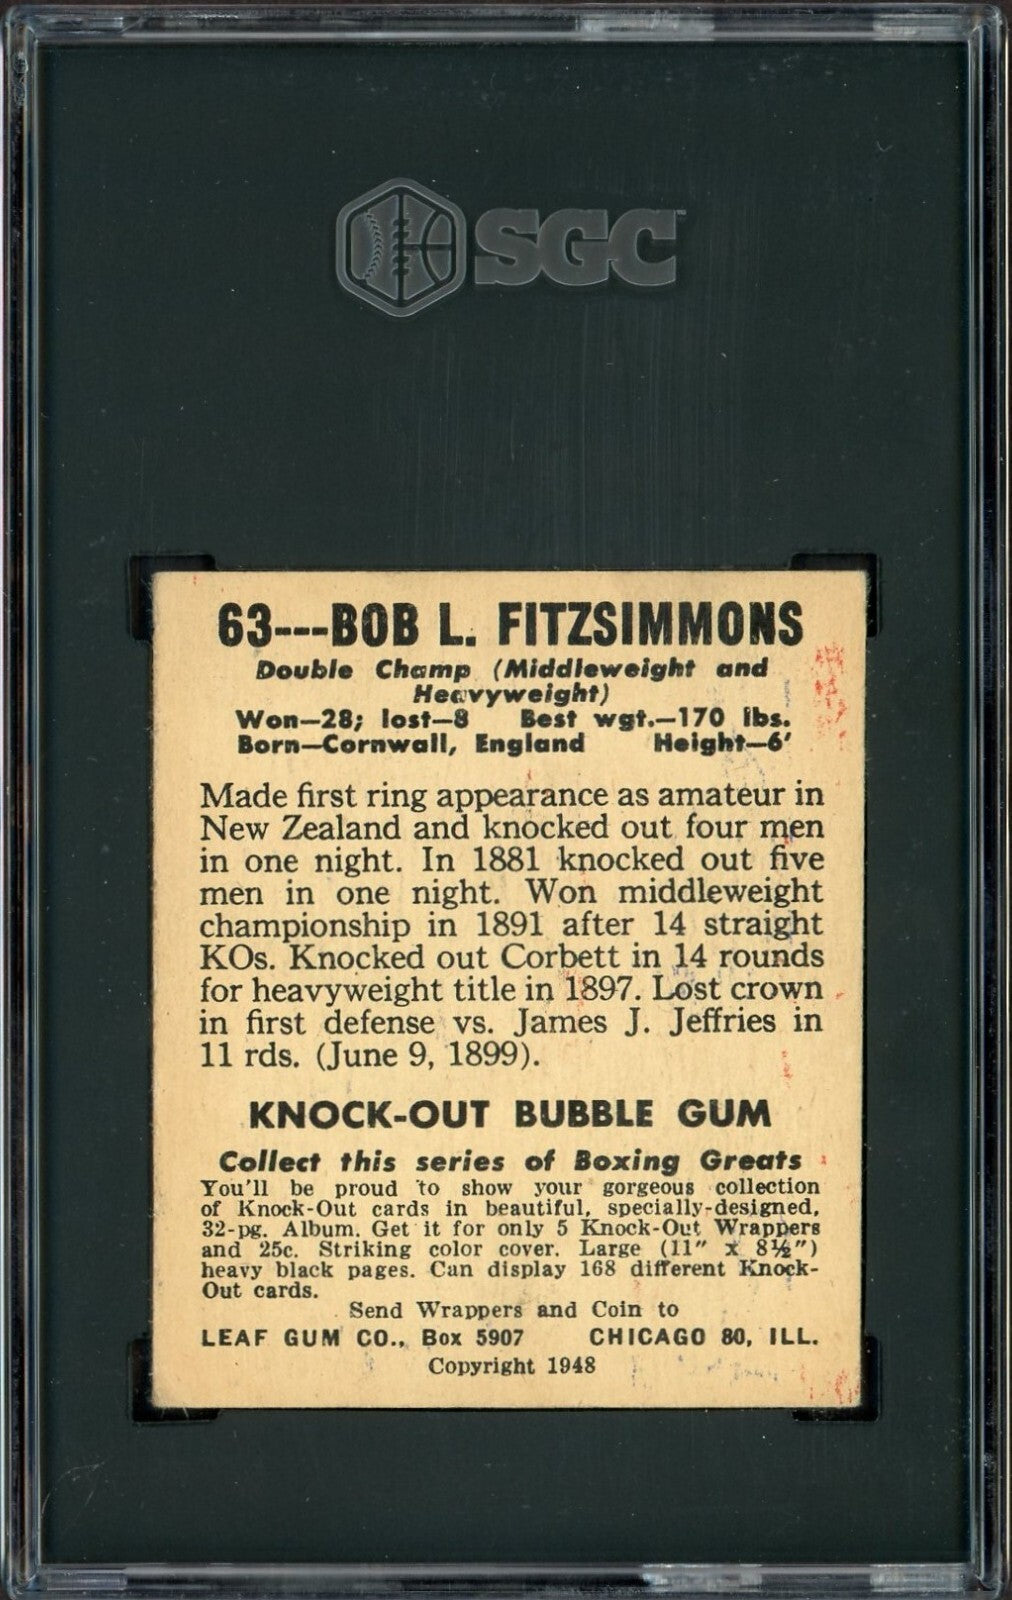 SGC
63---BOB L. FITZSIMMONS
Double Champ (Middleweight and
Heavyweight)
Won—28; lost—8 Best wgt.—170 lbs.
Born—Cornwall, England Height—6'
Made first ring appearance as amateur in
New Zealand and knocked out four men
in one night. In 1881 knocked out five
men in one night. Won middleweight
championship in 1891 after 14 straight
KOs. Knocked out Corbett in 14 rounds
for heavyweight title in 1897. Lost crown
in first defense vs. James J. Jeffries in
11 rds. (June 9, 1899).
KNOCK-OUT BUBBLE GUM
Collect this series of Boxing Greats
You'll be proud to show your gorgeous collection
of Knock-Out cards in beautiful, specially-designed,
32-pg. Album. Get it for only 5 Knock-Out Wrappers
and 25c. Striking color cover. Large (11" x 8½")
heavy black pages. Can display 168 different Knock-
Out cards.
Send Wrappers and Coin to
LEAF GUM CO., Box 5907 CHICAGO 80, ILL.
Copyright 1948